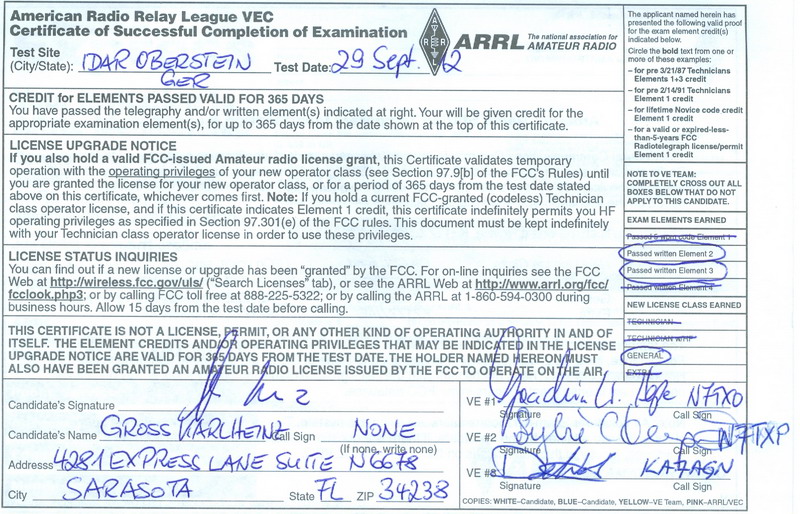 American Radio Relay League VEC
Certificate of Successful Completion of Examination
Test Site
(City/State): IDAR OBERSTEIN GER
Test Date: 29 Sept. 12
ARRL
ARRL The national association for AMATEUR RADIO
CREDIT for ELEMENTS PASSED VALID FOR 365 DAYS
You have passed the telegraphy and/or written element(s) indicated at right. Your will be given credit for the
appropriate examination element(s), for up to 365 days from the date shown at the top of this certificate.
LICENSE UPGRADE NOTICE
If you also hold a valid FCC-issued Amateur radio license grant, this Certificate validates temporary
operation with the operating privileges of your new operator class (see Section 97.9[b] of the FCC's Rules) until
you are granted the license for your new operator class, or for a period of 365 days from the test date stated
above on this certificate, whichever comes first. Note: If you hold a current FCC-granted (codeless) Technician
class operator license, and if this certificate indicates Element 1 credit, this certificate indefinitely permits you HF
operating privileges as specified in Section 97.301(e) of the FCC rules. This document must be kept indefinitely
with your Technician class operator license in order to use these privileges.
LICENSE STATUS INQUIRIES
You can find out if a new license or upgrade has been "granted" by the FCC. For on-line inquiries see the FCC
Web at http://wireless.fcc.gov/uls/ ("Search Licenses" tab), or see the ARRL Web at http://www.arrl.org/fcc/
fcclook.php3; or by calling FCC toll free at 888-225-5322; or by calling the ARRL at 1-860-594-0300 during
business hours. Allow 15 days from the test date before calling.
THIS CERTIFICATE IS NOT A LICENSE, PERMIT, OR ANY OTHER KIND OF OPERATING AUTHORITY IN AND OF
ITSELF. THE ELEMENT CREDITS AND/OR OPERATING PRIVILEGES THAT MAY BE INDICATED IN THE LICENSE
UPGRADE NOTICE ARE VALID FOR 365 DAYS FROM THE TEST DATE. THE HOLDER NAMED HEREON MUST
ALSO HAVE BEEN GRANTED AN AMATEUR RADIO LICENSE ISSUED BY THE FCC TO OPERATE ON THE AIR.
The applicant named herein has
presented the following valid proof
for the exam element credit(s)
indicated below.
Circle the bold text from one or
more of these examples:
- for pre 3/21/87 Technicians
Elements 1+3 credit
- for pre 2/14/91 Technicians
Element 1 credit
- for lifetime Novice code credit
Element 1 credit
- for a valid or expired-less-
than-5-years FCC
Radiotelegraph license/permit
Element 1 credit
NOTE TO VE TEAM:
COMPLETELY CROSS OUT ALL
BOXES BELOW THAT DO NOT
APPLY TO THIS CANDIDATE.
EXAM ELEMENTS EARNED
Passed 5 wpm code Element 1
Passed written Element 2
Passed written Element 3
Passed written Element 4
NEW LICENSE CLASS EARNED
TECHNICIAN
TECHNICIAN W/HF
GENERAL
EXTRA
Candidate's Signature
Candidate's Name GROSS KARLHEINZ Call Sign NONE
(If none, write none)
Addresss 4281 EXPRESS LANE SUITE N6678
City SARASOTA State FL ZIP 34238
VE #1 N7IXO
Signature Call Sign
VE #2 N7TXP
Signature Call Sign
VE #3 KA7AGN
Signature Call Sign
COPIES: WHITE–Candidate, BLUE–Candidate, YELLOW–VE Team, PINK–ARRL/VEC